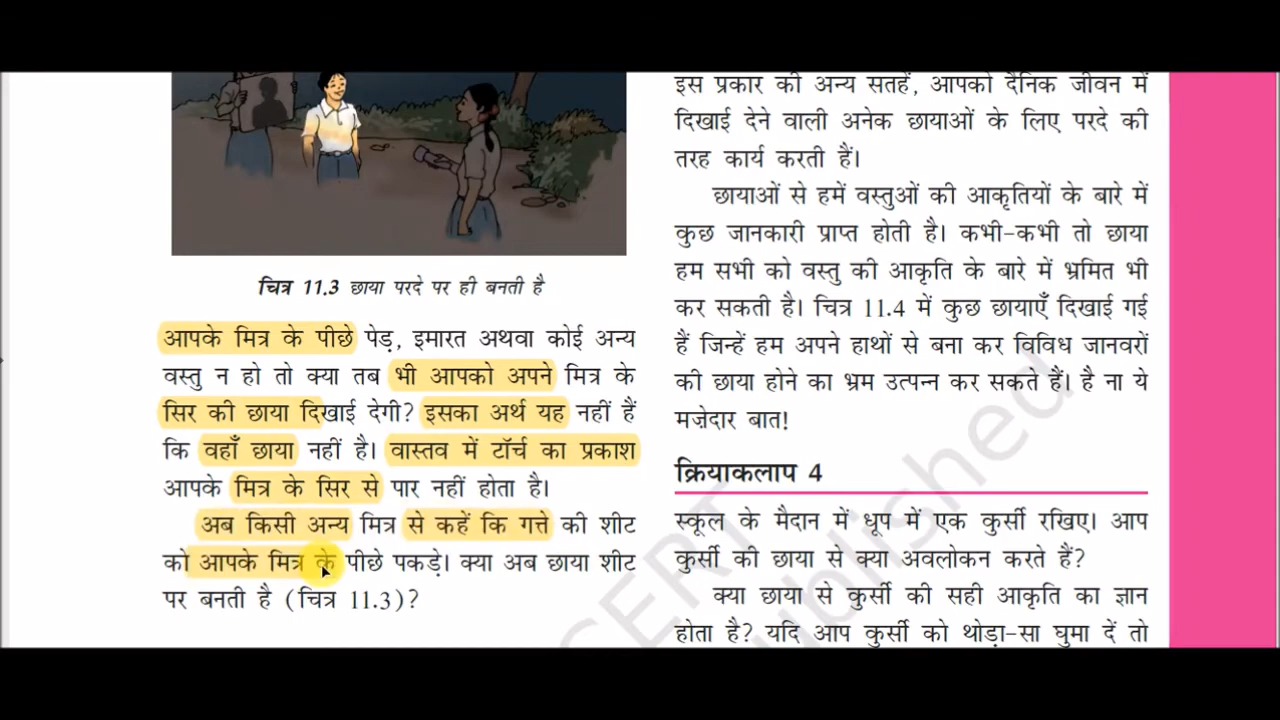 चित्र 11.3 छाया परदे पर ही बनती है
आपके मित्र के पीछे पेड़, इमारत अथवा कोई अन्य
वस्तु न हो तो क्या तब भी आपको अपने मित्र के
सिर की छाया दिखाई देगी? इसका अर्थ यह नहीं हैं
कि वहाँ छाया नहीं है। वास्तव में टॉर्च का प्रकाश
आपके मित्र के सिर से पार नहीं होता है।
अब किसी अन्य मित्र से कहें कि गत्ते की शीट
को आपके मित्र के पीछे पकड़े। क्या अब छाया शीट
पर बनती है (चित्र 11.3)?
इस प्रकार की अन्य सतहें, आपको दैनिक जीवन में
दिखाई देने वाली अनेक छायाओं के लिए परदे की
तरह कार्य करती हैं।
छायाओं से हमें वस्तुओं की आकृतियों के बारे में
कुछ जानकारी प्राप्त होती है। कभी-कभी तो छाया
हम सभी को वस्तु की आकृति के बारे में भ्रमित भी
कर सकती है। चित्र 11.4 में कुछ छायाएँ दिखाई गई
हैं जिन्हें हम अपने हाथों से बना कर विविध जानवरों
की छाया होने का भ्रम उत्पन्न कर सकते हैं। है ना ये
मज़ेदार बात!
क्रियाकलाप 4
स्कूल के मैदान में धूप में एक कुर्सी रखिए। आप
कुर्सी की छाया से क्या अवलोकन करते हैं?
क्या छाया से कुर्सी की सही आकृति का ज्ञान
होता है? यदि आप कुर्सी को थोड़ा-सा घुमा दें तो